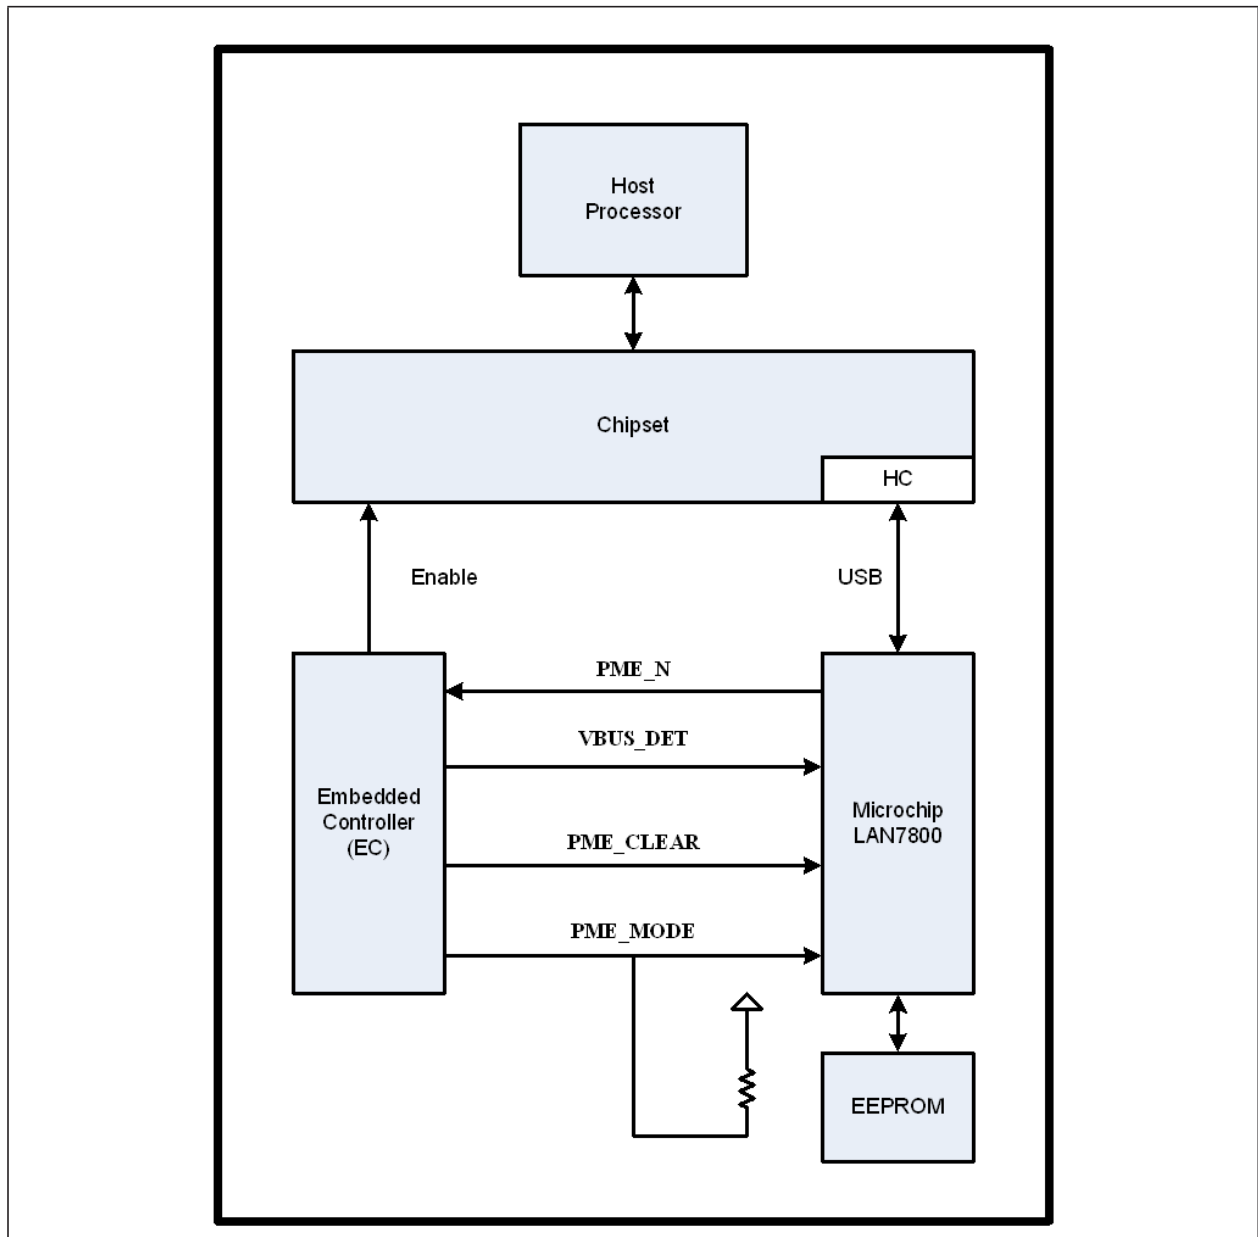 Host
Processor
Chipset
HC
Enable
USB
PME_N
VBUS_DET
Embedded
Controller
(EC)
Microchip
LAN7800
PME_CLEAR
PME_MODE
EEPROM